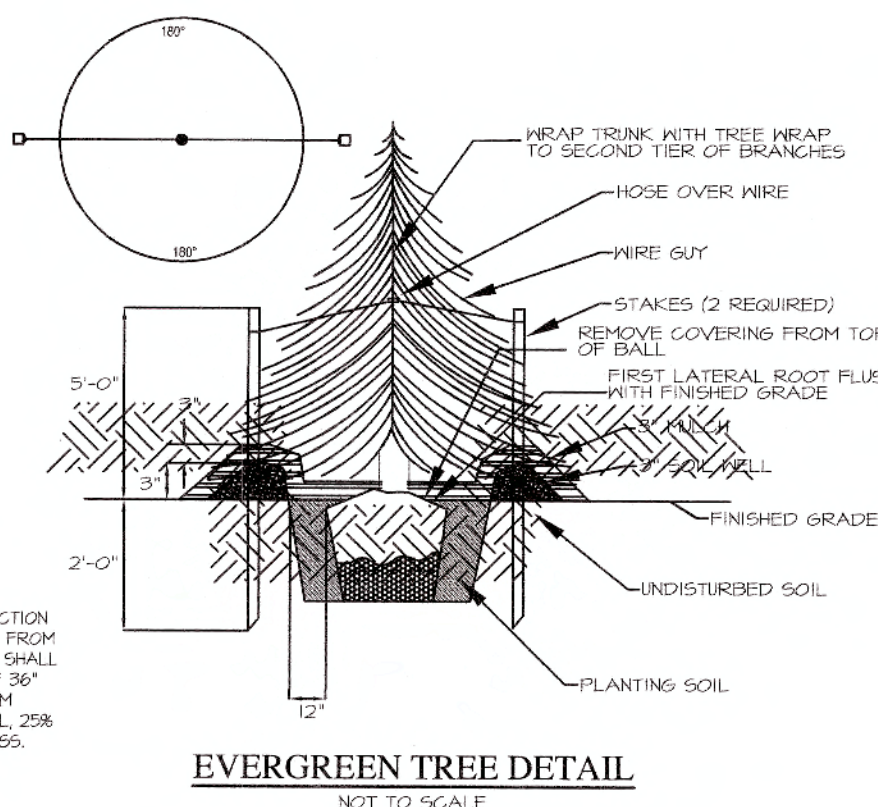 180°
180°
WRAP TRUNK WITH TREE WRAP
TO SECOND TIER OF BRANCHES
HOSE OVER WIRE
WIRE GUY
STAKES (2 REQUIRED)
REMOVE COVERING FROM TOP
OF BALL
FIRST LATERAL ROOT FLUS
WITH FINISHED GRADE
3" MULCH
3" SOIL WELL
FINISHED GRADE
UNDISTURBED SOIL
PLANTING SOIL
5'-0"
3"
3"
2'-0"
12"
CTION
FROM
SHALL
36"
M
L, 25%
SS.
EVERGREEN TREE DETAIL
NOT TO SCALE